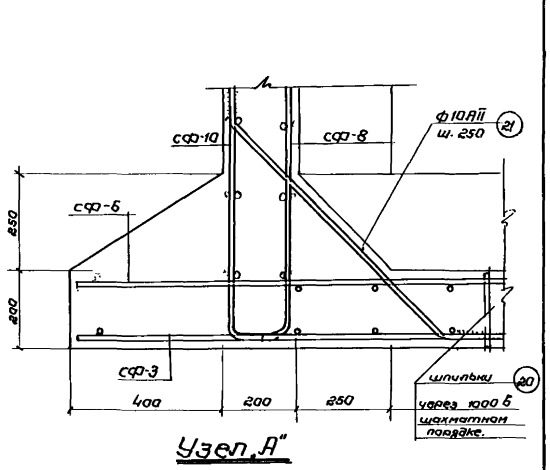 СФ-10
СФ-8
ф10АII
ш. 250
21
СФ-6
250
200
СФ-3
400
200
250
шпильки
20
через 1000 в
шахматном
порядке.
Узел „А"